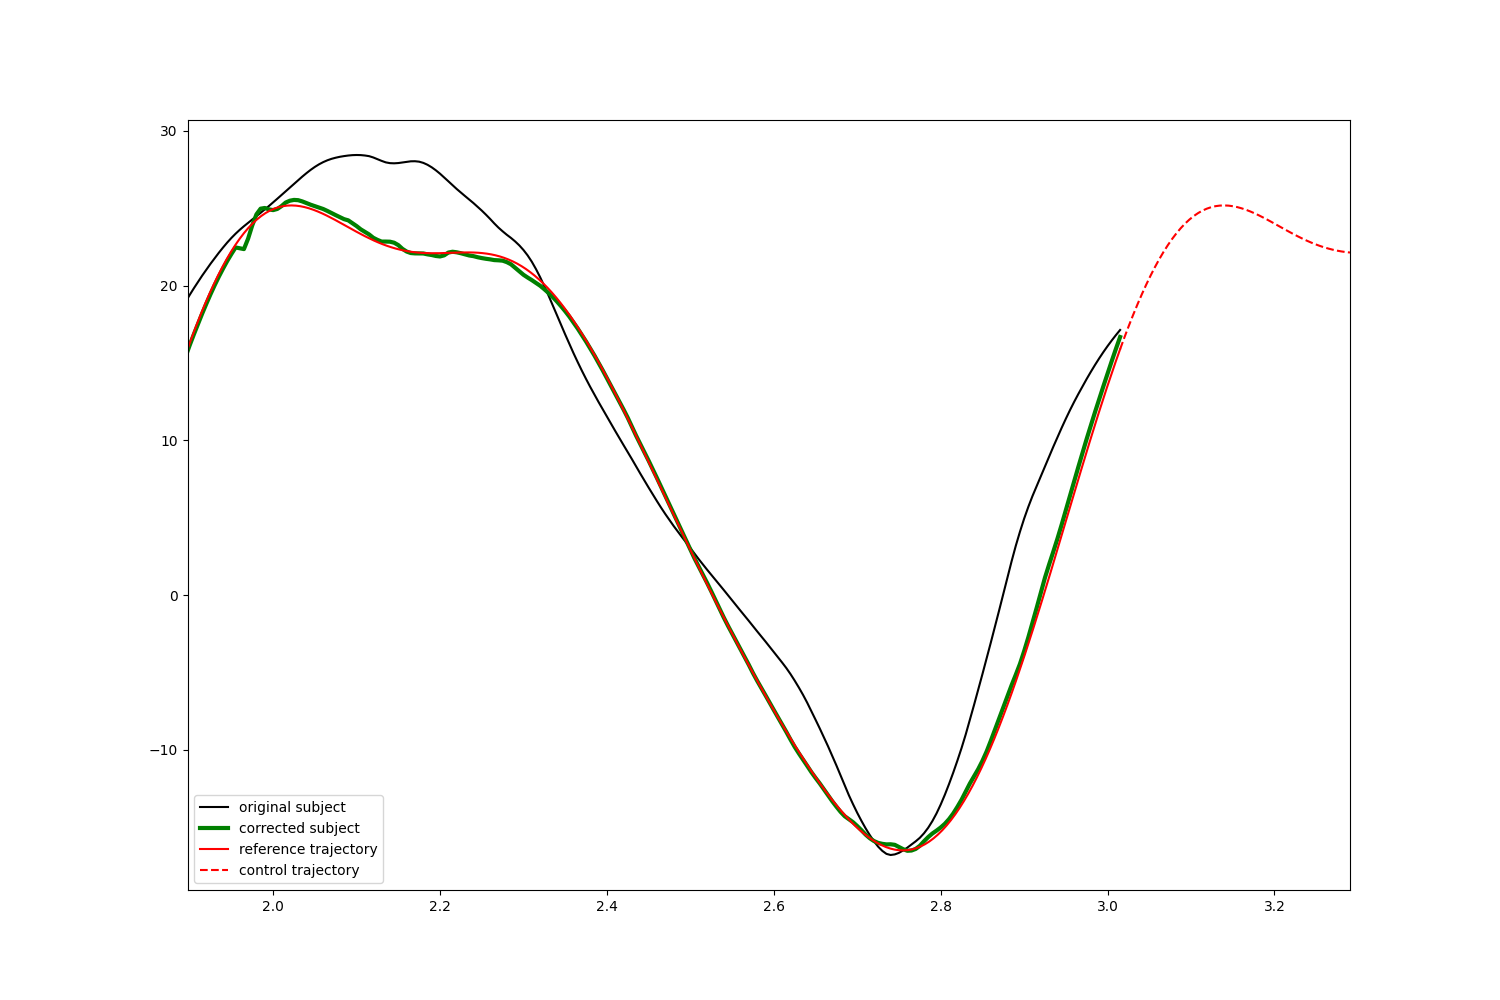 30
20
10
0
−10
original subject
corrected subject
reference trajectory
control trajectory
2.0 2.2 2.4 2.6 2.8 3.0 3.2